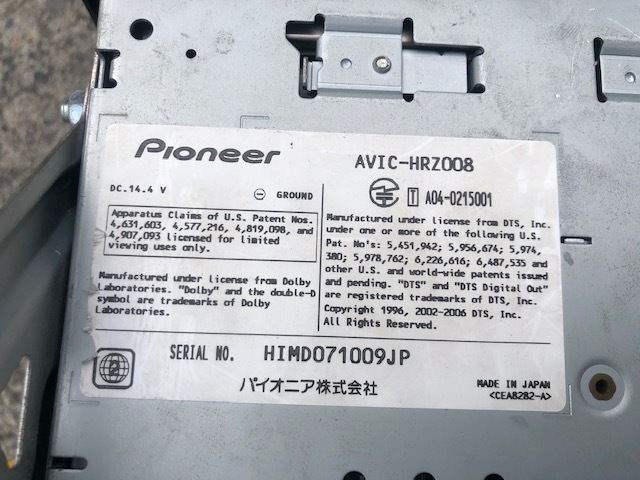 Pioneer
AVIC-HRZ008
DC.14.4 V
⊖ GROUND
T A04-0215001
Apparatus Claims of U.S. Patent Nos.
4,631,603, 4,577,216, 4,819,098, and
4,907,093 licensed for limited
viewing uses only.
Manufactured under license from Dolby
Laboratories. "Dolby" and the double-D
symbol are trademarks of Dolby
Laboratories.
Manufactured under license from DTS, Inc.
under one or more of the following U.S.
Pat. No's: 5,451,942; 5,956,674; 5,974,
380; 5,978,762; 6,226,616; 6,487,535 and
other U.S. and world-wide patents issued
and pending. "DTS" and "DTS Digital Out"
are registered trademarks of DTS, Inc.
Copyright 1996, 2002-2006 DTS, Inc.
All Rights Reserved.
SERIAL NO. HIMD071009JP
2
パイオニア株式会社
MADE IN JAPAN
<CEA8282-A>